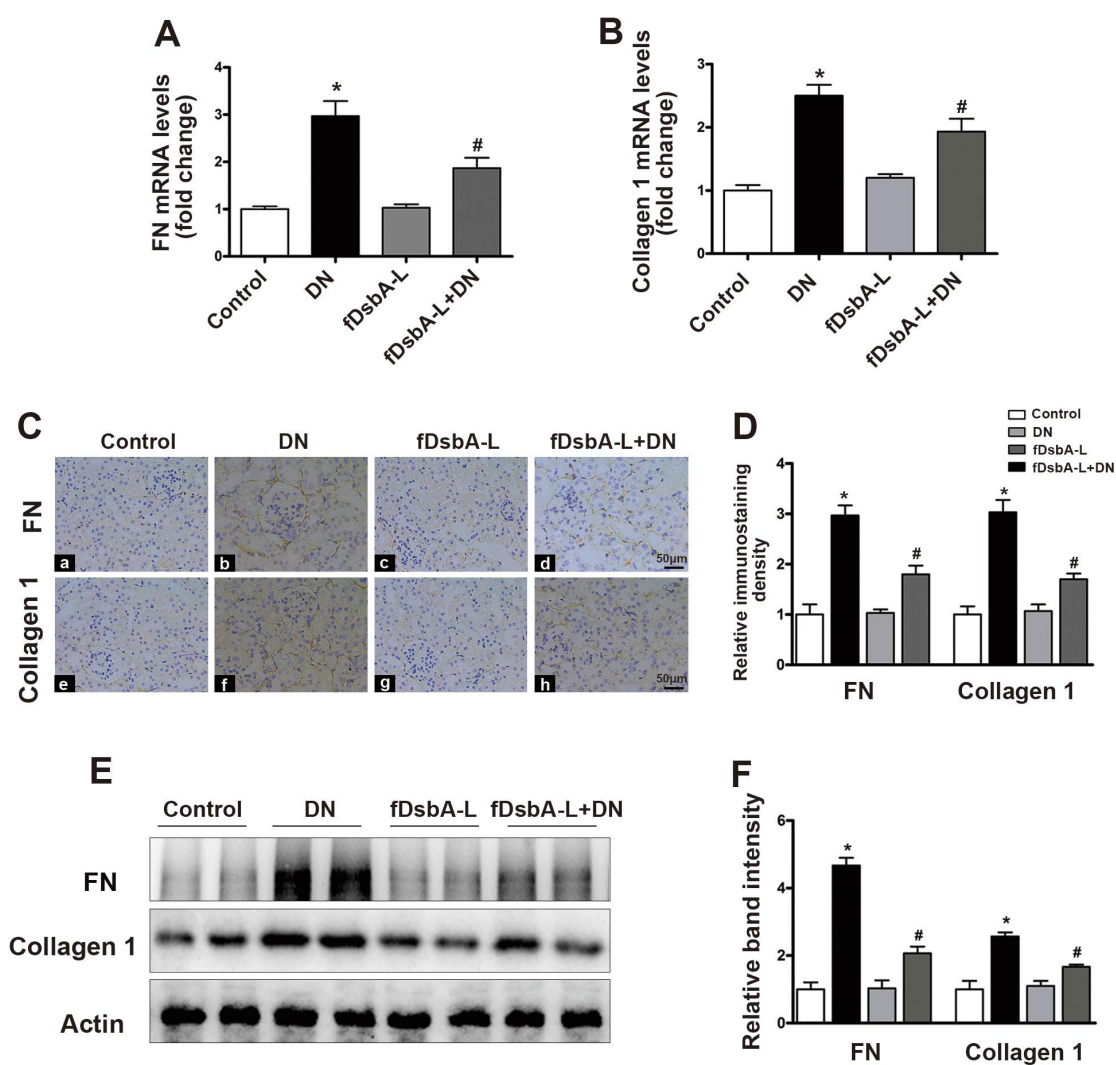 A
FN mRNA levels
(fold change)
4
3
2
1
0
*
#
Control
DN
fDsbA-L
fDsbA-L+DN
B
Collagen 1 mRNA levels
(fold change)
3
2
1
0
*
#
Control
DN
fDsbA-L
fDsbA-L+DN
C
Control DN fDsbA-L fDsbA-L+DN
FN
a b c d 50μm
Collagen 1
e f g h 50μm
D
Control
DN
fDsbA-L
fDsbA-L+DN
Relative immunostaining
density
4
3
2
1
0
* # * #
FN Collagen 1
E
Control DN fDsbA-L fDsbA-L+DN
FN
Collagen 1
Actin
F
Relative band intensity
6
4
2
0
* # * #
FN Collagen 1